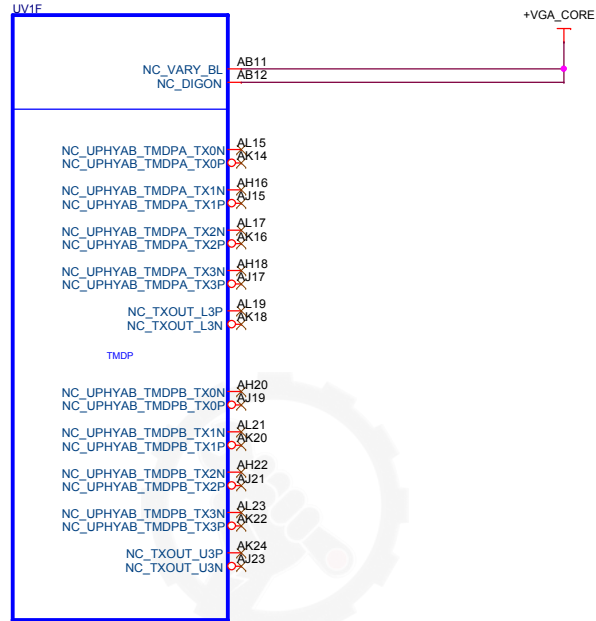 UV1F
+VGA_CORE
NC_VARY_BL AB11
NC_DIGON AB12
NC_UPHYAB_TMDPA_TX0N AL15
NC_UPHYAB_TMDPA_TX0P AK14
NC_UPHYAB_TMDPA_TX1N AH16
NC_UPHYAB_TMDPA_TX1P AJ15
NC_UPHYAB_TMDPA_TX2N AL17
NC_UPHYAB_TMDPA_TX2P AK16
NC_UPHYAB_TMDPA_TX3N AH18
NC_UPHYAB_TMDPA_TX3P AJ17
NC_TXOUT_L3P AL19
NC_TXOUT_L3N AK18
TMDP
NC_UPHYAB_TMDPB_TX0N AH20
NC_UPHYAB_TMDPB_TX0P AJ19
NC_UPHYAB_TMDPB_TX1N AL21
NC_UPHYAB_TMDPB_TX1P AK20
NC_UPHYAB_TMDPB_TX2N AH22
NC_UPHYAB_TMDPB_TX2P AJ21
NC_UPHYAB_TMDPB_TX3N AL23
NC_UPHYAB_TMDPB_TX3P AK22
NC_TXOUT_U3P AK24
NC_TXOUT_U3N AJ23